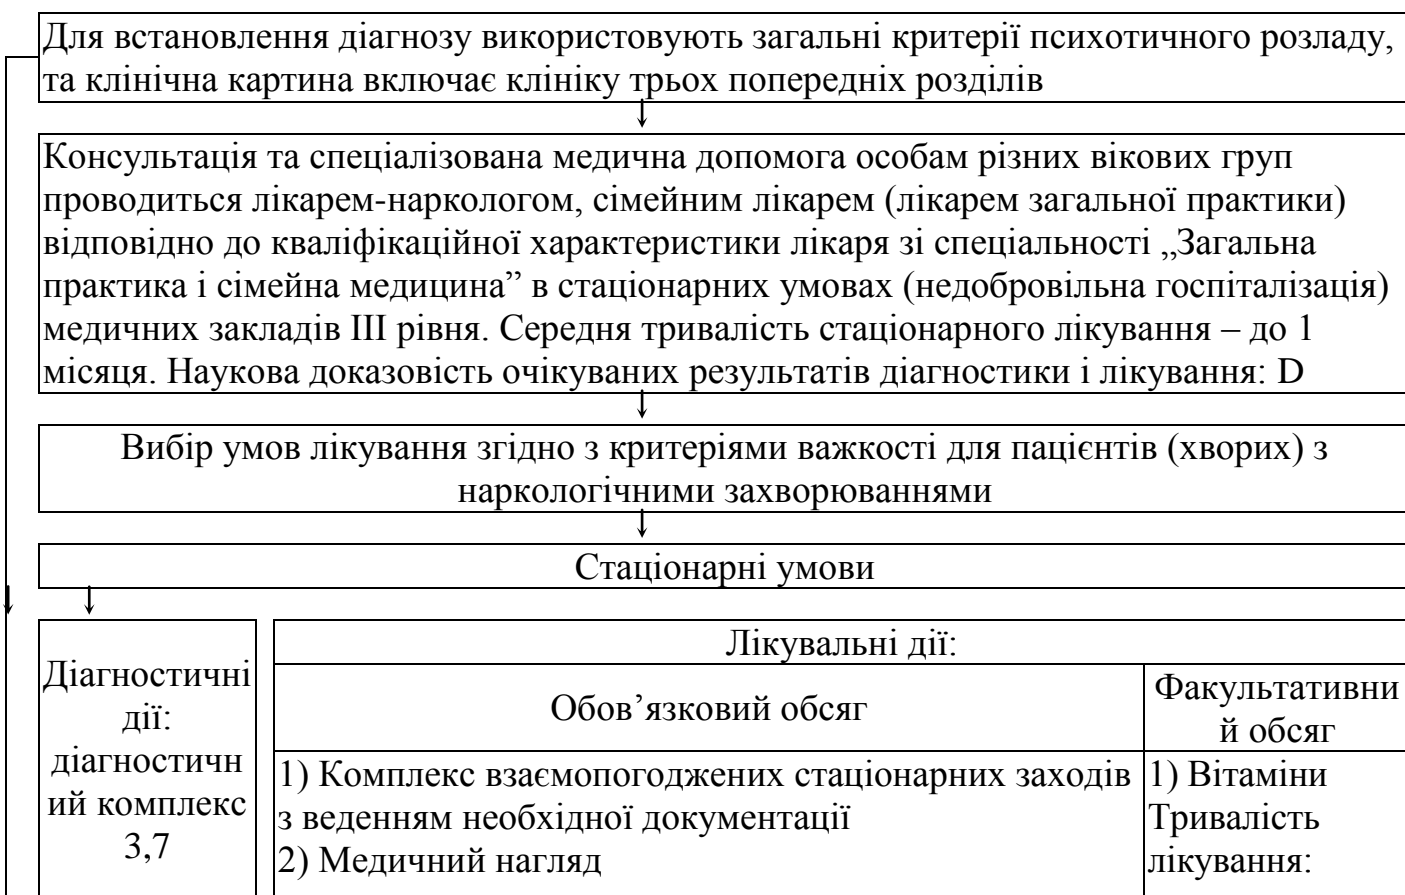 Для встановлення діагнозу використовують загальні критерії психотичного розладу,
та клінічна картина включає клініку трьох попередніх розділів
Консультація та спеціалізована медична допомога особам різних вікових груп
проводиться лікарем-наркологом, сімейним лікарем (лікарем загальної практики)
відповідно до кваліфікаційної характеристики лікаря зі спеціальності „Загальна
практика і сімейна медицина” в стаціонарних умовах (недобровільна госпіталізація)
медичних закладів III рівня. Середня тривалість стаціонарного лікування – до 1
місяця. Наукова доказовість очікуваних результатів діагностики і лікування: D
Вибір умов лікування згідно з критеріями важкості для пацієнтів (хворих) з
наркологічними захворюваннями
Стаціонарні умови
Діагностичні
дії:
діагностичн
ий комплекс
3,7
Лікувальні дії:
Обов’язковий обсяг
Факультативни
й обсяг
1) Комплекс взаємопогоджених стаціонарних заходів
з веденням необхідної документації
2) Медичний нагляд
1) Вітаміни
Тривалість
лікування: